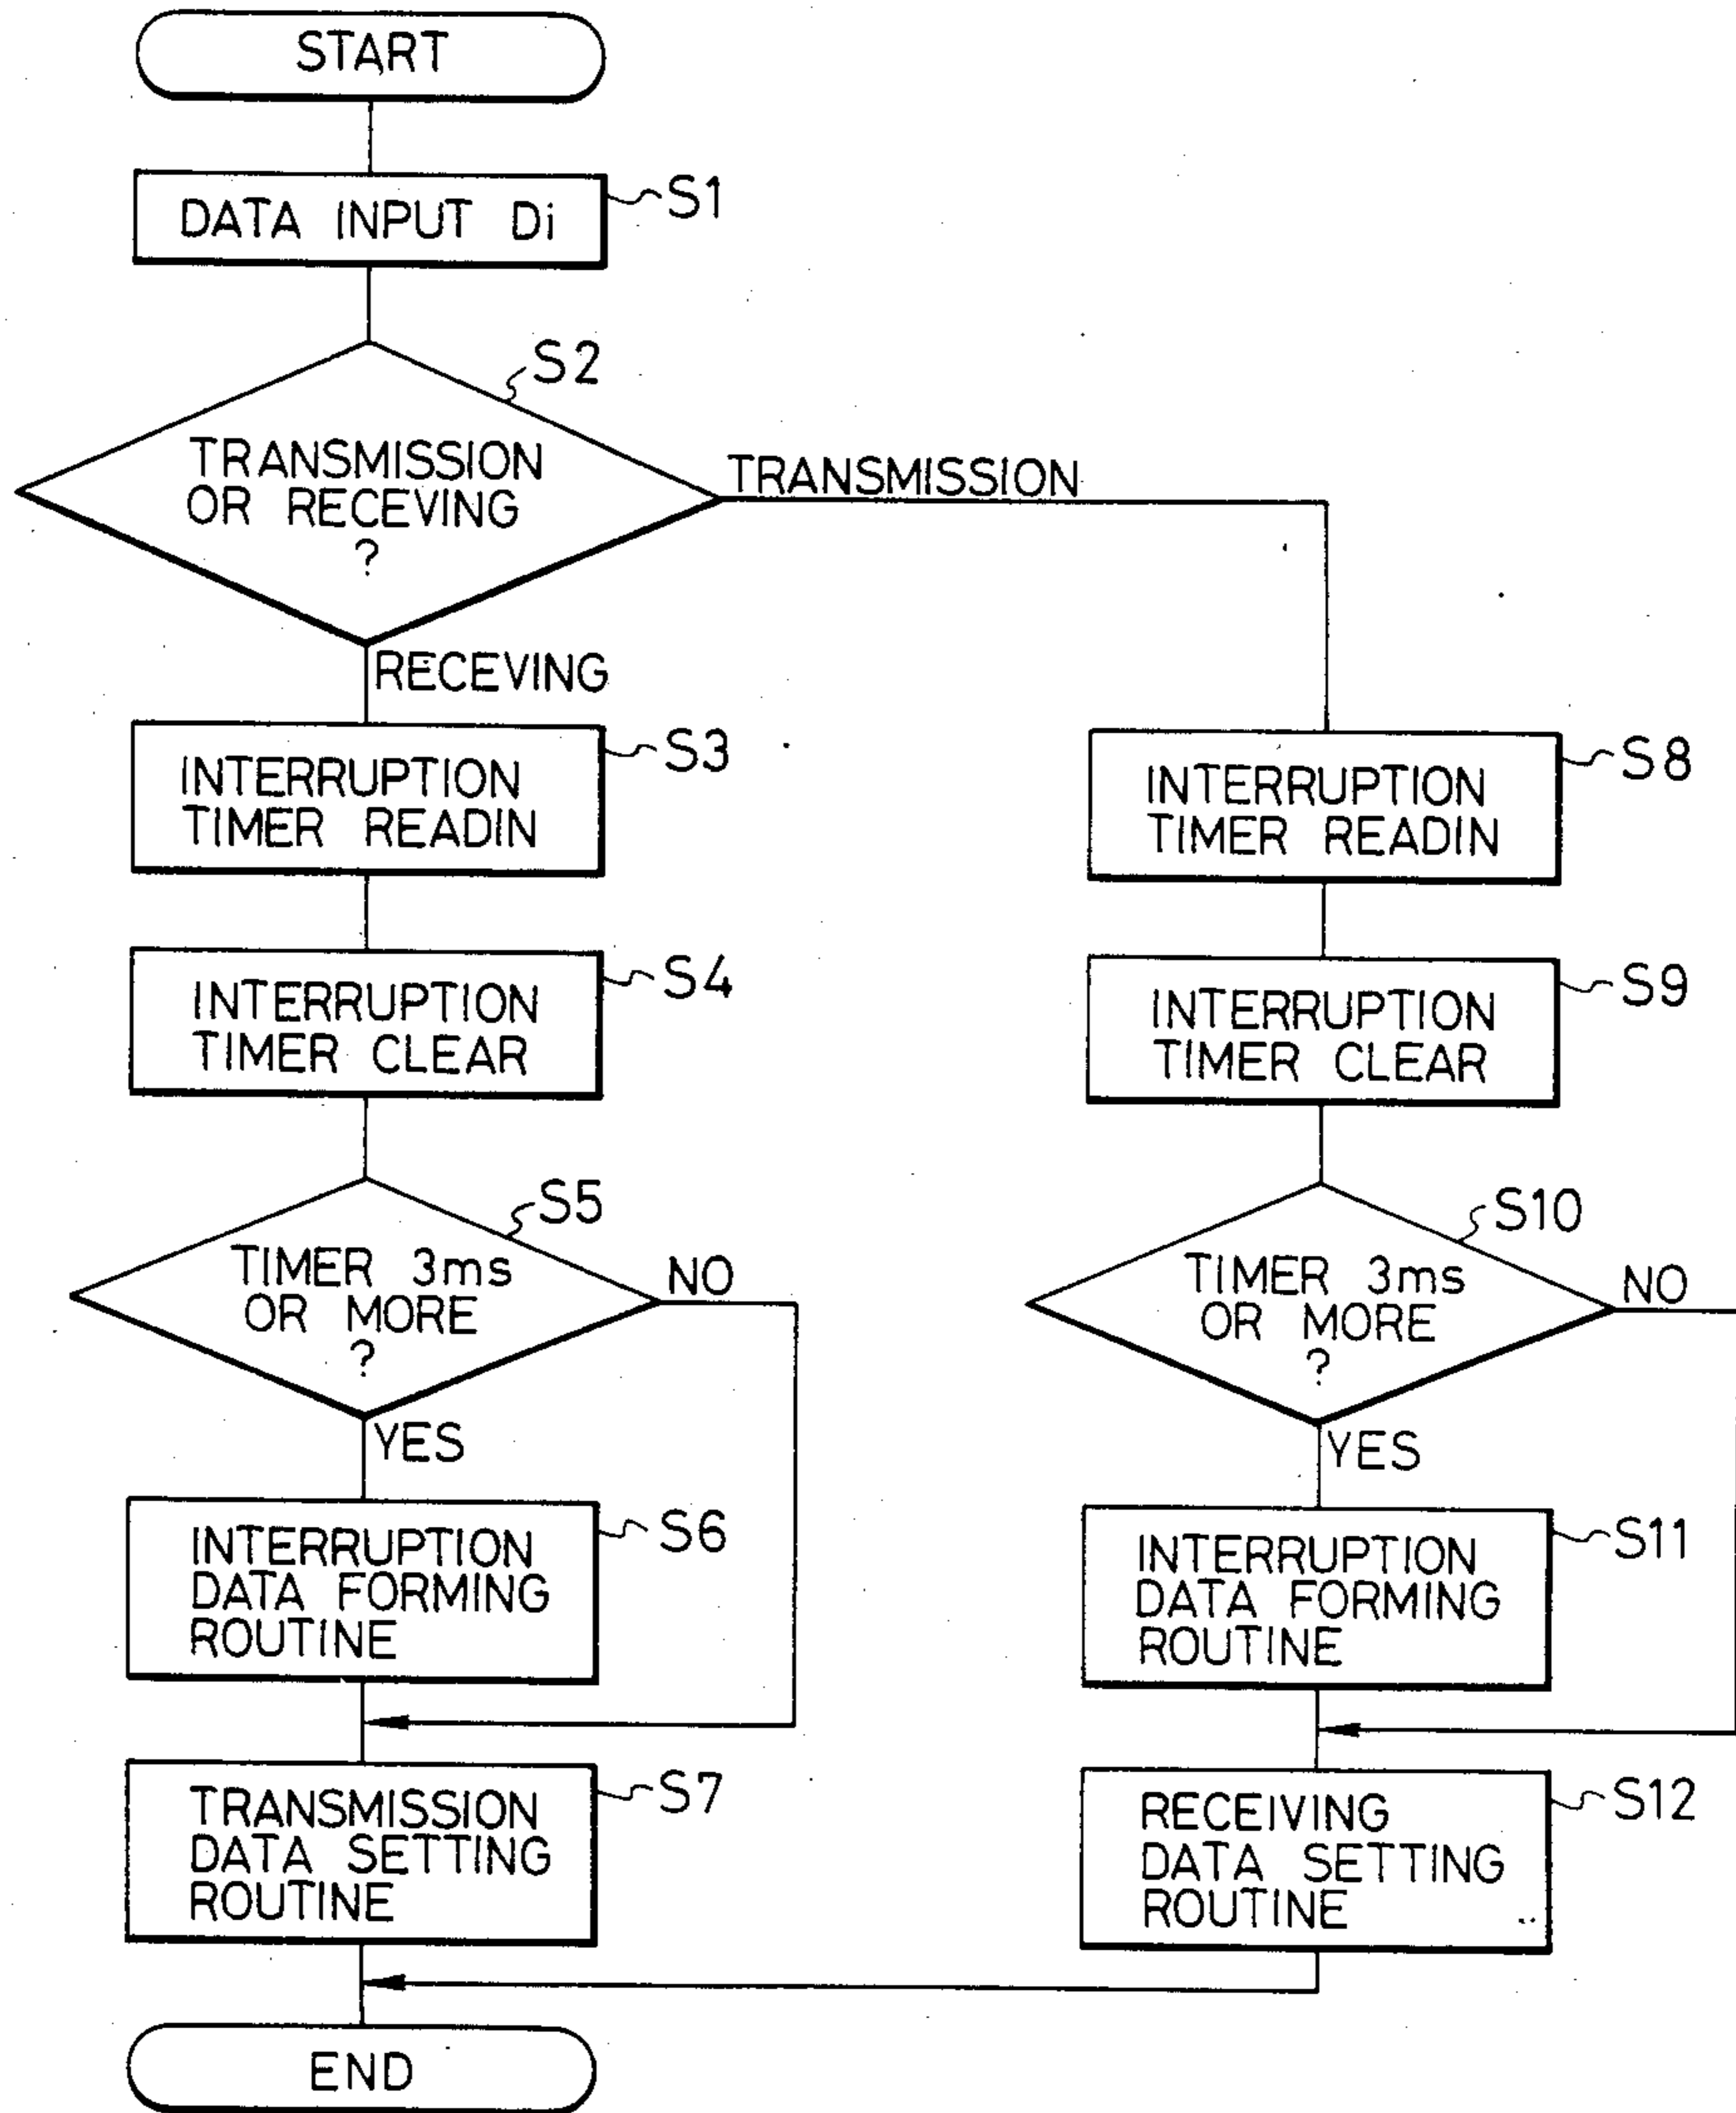 START
DATA INPUT Di
S1
S2
TRANSMISSION
OR RECEVING
?
TRANSMISSION
RECEVING
S3
INTERRUPTION
TIMER READIN
S4
INTERRUPTION
TIMER CLEAR
S5
TIMER 3ms
OR MORE
?
NO
YES
S6
INTERRUPTION
DATA FORMING
ROUTINE
S7
TRANSMISSION
DATA SETTING
ROUTINE
S8
INTERRUPTION
TIMER READIN
S9
INTERRUPTION
TIMER CLEAR
S10
TIMER 3ms
OR MORE
?
NO
YES
S11
INTERRUPTION
DATA FORMING
ROUTINE
S12
RECEIVING
DATA SETTING
ROUTINE
END